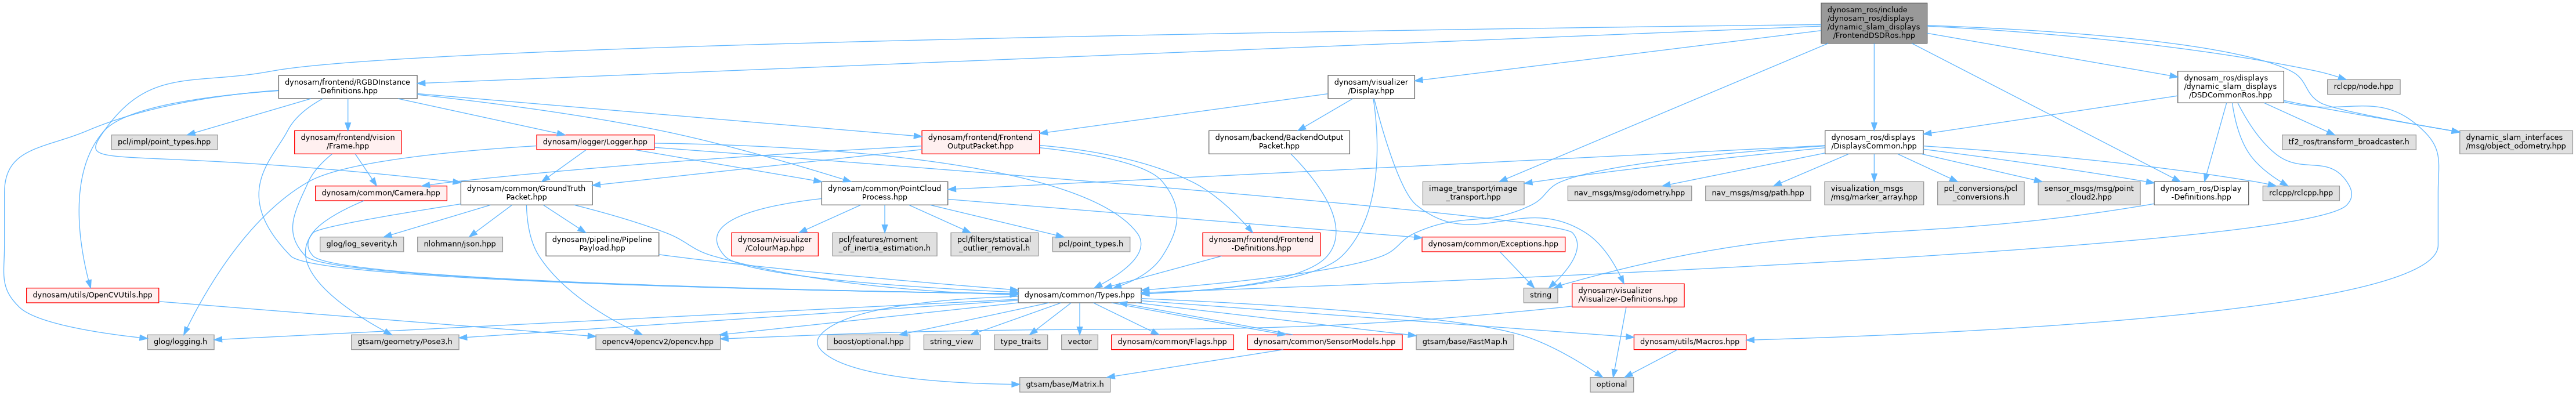 dynosam_ros/include
/dynosam_ros/displays
/dynamic_slam_displays
/FrontendDSDRos.hpp
dynosam/frontend/RGBDInstance
-Definitions.hpp
dynosam/visualizer
/Display.hpp
dynosam_ros/displays
/dynamic_slam_displays
/DSDCommonRos.hpp
rclcpp/node.hpp
pcl/impl/point_types.hpp
dynosam/frontend/vision
/Frame.hpp
dynosam/logger/Logger.hpp
dynosam/frontend/Frontend
OutputPacket.hpp
dynosam/backend/BackendOutput
Packet.hpp
dynosam_ros/displays
/DisplaysCommon.hpp
tf2_ros/transform_broadcaster.h
dynamic_slam_interfaces
/msg/object_odometry.hpp
dynosam/common/Camera.hpp
dynosam/common/GroundTruth
Packet.hpp
dynosam/common/PointCloud
Process.hpp
image_transport/image
_transport.hpp
nav_msgs/msg/odometry.hpp
nav_msgs/msg/path.hpp
visualization_msgs
/msg/marker_array.hpp
pcl_conversions/pcl
_conversions.h
sensor_msgs/msg/point
_cloud2.hpp
dynosam_ros/Display
-Definitions.hpp
rclcpp/rclcpp.hpp
glog/log_severity.h
nlohmann/json.hpp
dynosam/pipeline/Pipeline
Payload.hpp
dynosam/visualizer
/ColourMap.hpp
pcl/features/moment
_of_inertia_estimation.h
pcl/filters/statistical
_outlier_removal.h
pcl/point_types.h
dynosam/frontend/Frontend
-Definitions.hpp
dynosam/common/Exceptions.hpp
dynosam/utils/OpenCVUtils.hpp
dynosam/common/Types.hpp
string
dynosam/visualizer
/Visualizer-Definitions.hpp
glog/logging.h
gtsam/geometry/Pose3.h
opencv4/opencv2/opencv.hpp
boost/optional.hpp
string_view
type_traits
vector
dynosam/common/Flags.hpp
dynosam/common/SensorModels.hpp
gtsam/base/FastMap.h
dynosam/utils/Macros.hpp
gtsam/base/Matrix.h
optional